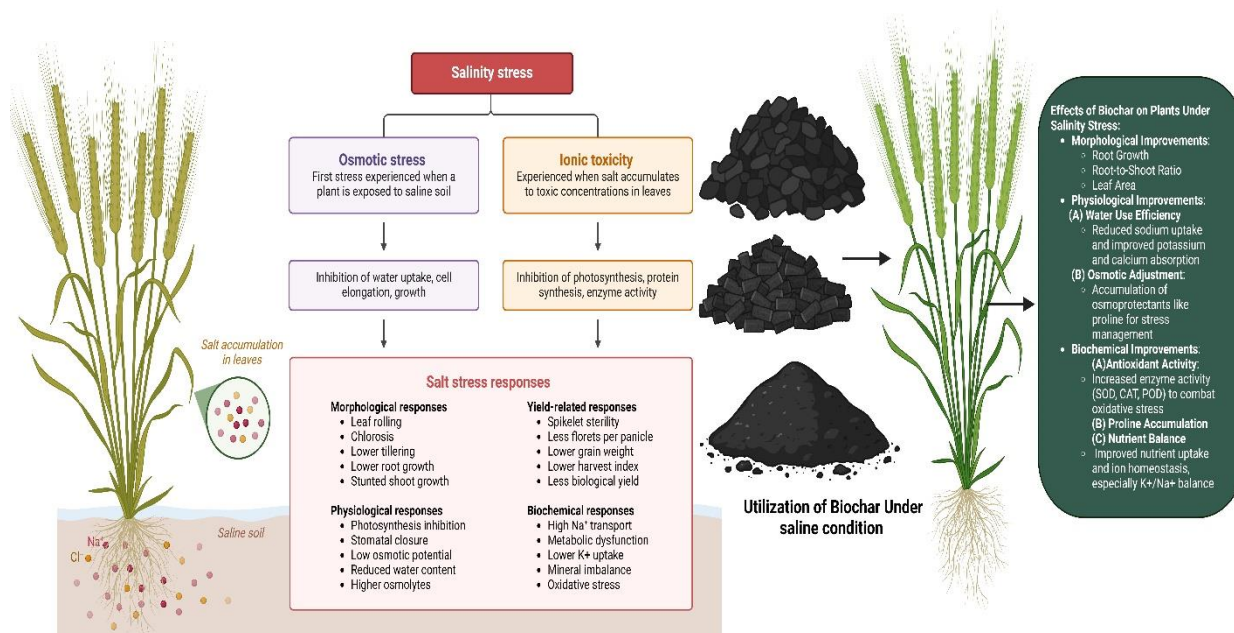 Salinity stress
Osmotic stress
First stress experienced when a
plant is exposed to saline soil
Ionic toxicity
Experienced when salt accumulates
to toxic concentrations in leaves
Inhibition of water uptake, cell
elongation, growth
Inhibition of photosynthesis, protein
synthesis, enzyme activity
Salt stress responses
Morphological responses
• Leaf rolling
• Chlorosis
• Lower tillering
• Lower root growth
• Stunted shoot growth
Yield-related responses
• Spikelet sterility
• Less florets per panicle
• Lower grain weight
• Lower harvest index
• Less biological yield
Physiological responses
• Photosynthesis inhibition
• Stomatal closure
• Low osmotic potential
• Reduced water content
• Higher osmolytes
Biochemical responses
• High Na⁺ transport
• Metabolic dysfunction
• Lower K+ uptake
• Mineral imbalance
• Oxidative stress
Salt accumulation
in leaves
Saline soil
Na⁺
Cl⁻
Utilization of Biochar Under
saline condition
Effects of Biochar on Plants Under
Salinity Stress:
• Morphological Improvements:
○ Root Growth
○ Root-to-Shoot Ratio
○ Leaf Area
• Physiological Improvements:
(A) Water Use Efficiency
○ Reduced sodium uptake
and improved potassium
and calcium absorption
(B) Osmotic Adjustment:
○ Accumulation of
osmoprotectants like
proline for stress
management
• Biochemical Improvements:
(A)Antioxidant Activity:
○ Increased enzyme activity
(SOD, CAT, POD) to combat
oxidative stress
(B) Proline Accumulation
(C) Nutrient Balance
○ Improved nutrient uptake
and ion homeostasis,
especially K+/Na+ balance